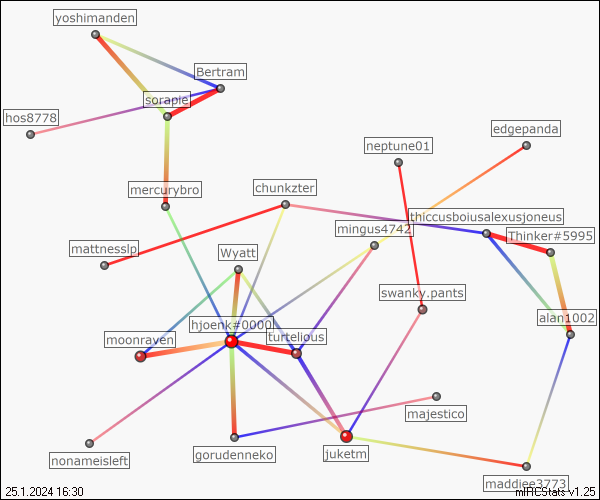 yoshimanden
Bertram
sorapie
hos8778
edgepanda
neptune01
mercurybro
chunkzter
thiccusboiusalexusjoneus
mingus4742
Thinker#5995
mattnesslp
Wyatt
swanky.pants
alan1002
hjoenk#0000
turtelious
moonraven
majestico
gorudenneko
juketm
nonameisleft
maddiee3773
25.1.2024 16:30
mIRCStats v1.25